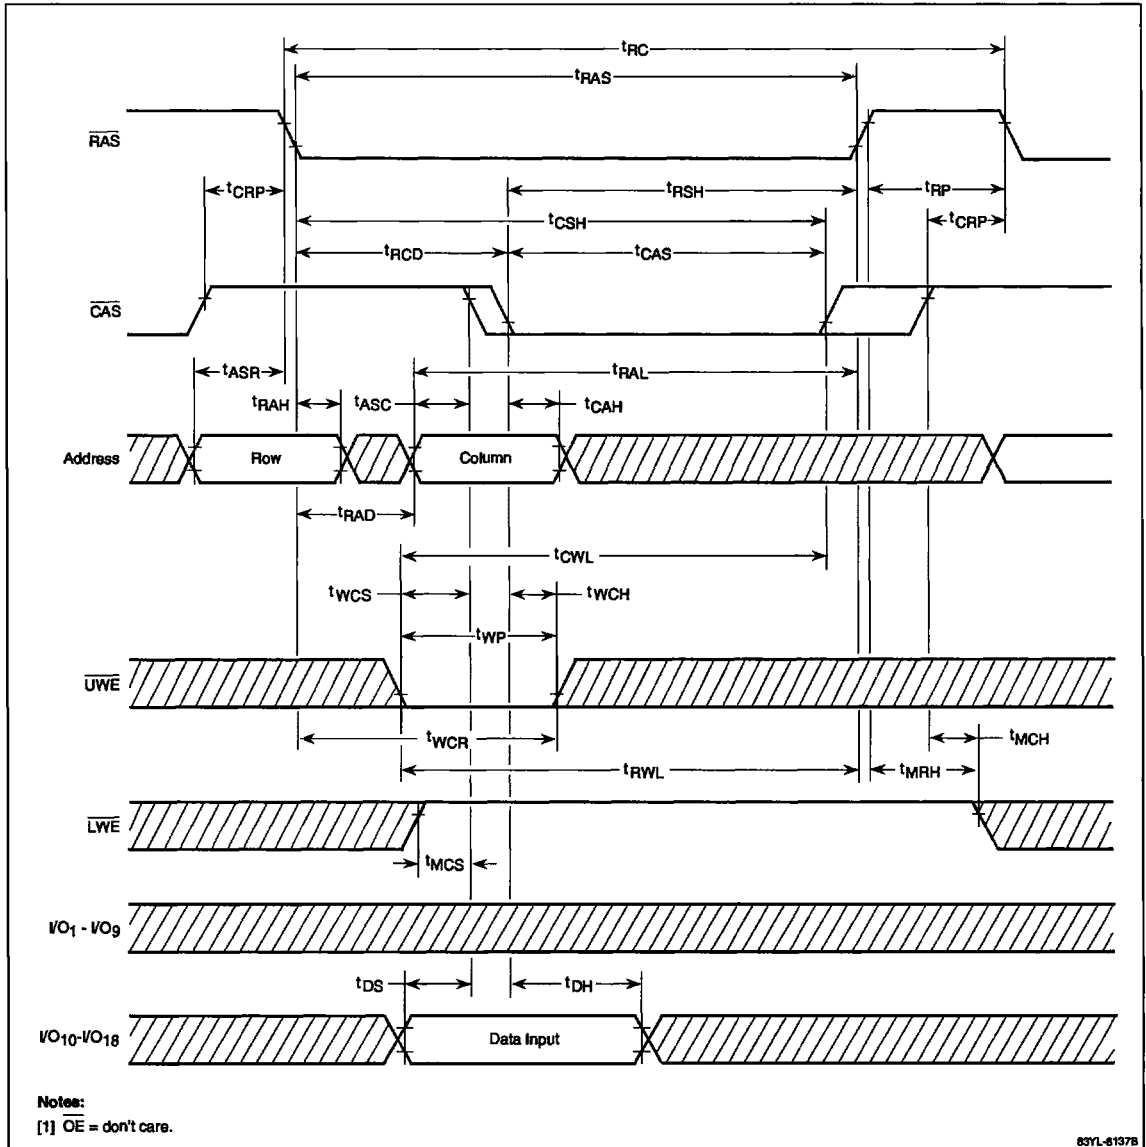 tRC
tRAS
RAS
tCRP
tRSH
tRP
tCSH
tCRP
tRCD
tCAS
CAS
tASR
tRAL
tRAH
tASC
tCAH
Address
Row
Column
tRAD
tCWL
tWCS
tWCH
tWP
UWE
tWCR
tMCH
tRWL
tMRH
LWE
tMCS
I/O1 - I/O9
tDS
tDH
I/O10-I/O18
Data Input
Notes:
[1] OE = don't care.
83YL-6137B